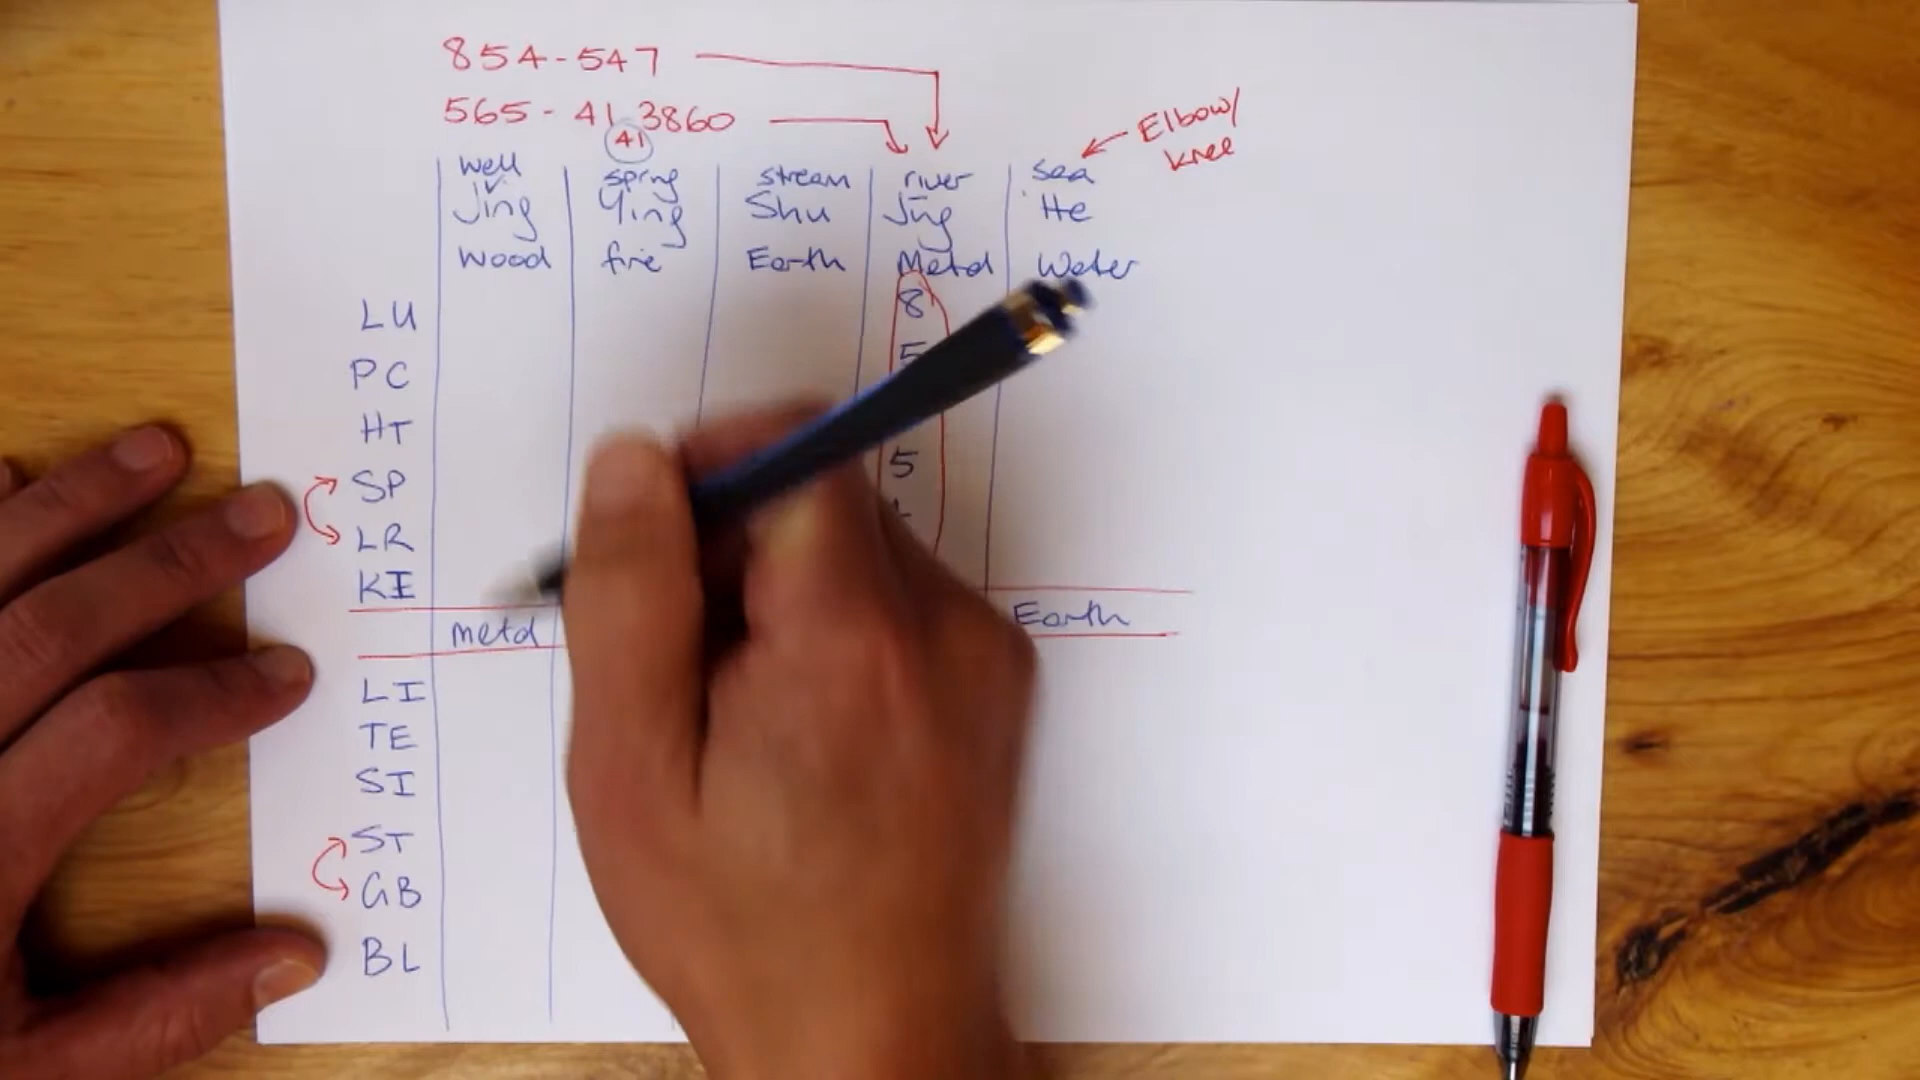 854-547
565 - 41 3860
41
Elbow/
knee
well spring stream river sea
Jing Ying Shu Jing He
Wood fire Earth Metal Water
LU 8
PC 5
HT
SP 5
LR
KI
metal Earth
LI
TE
SI
ST
GB
BL